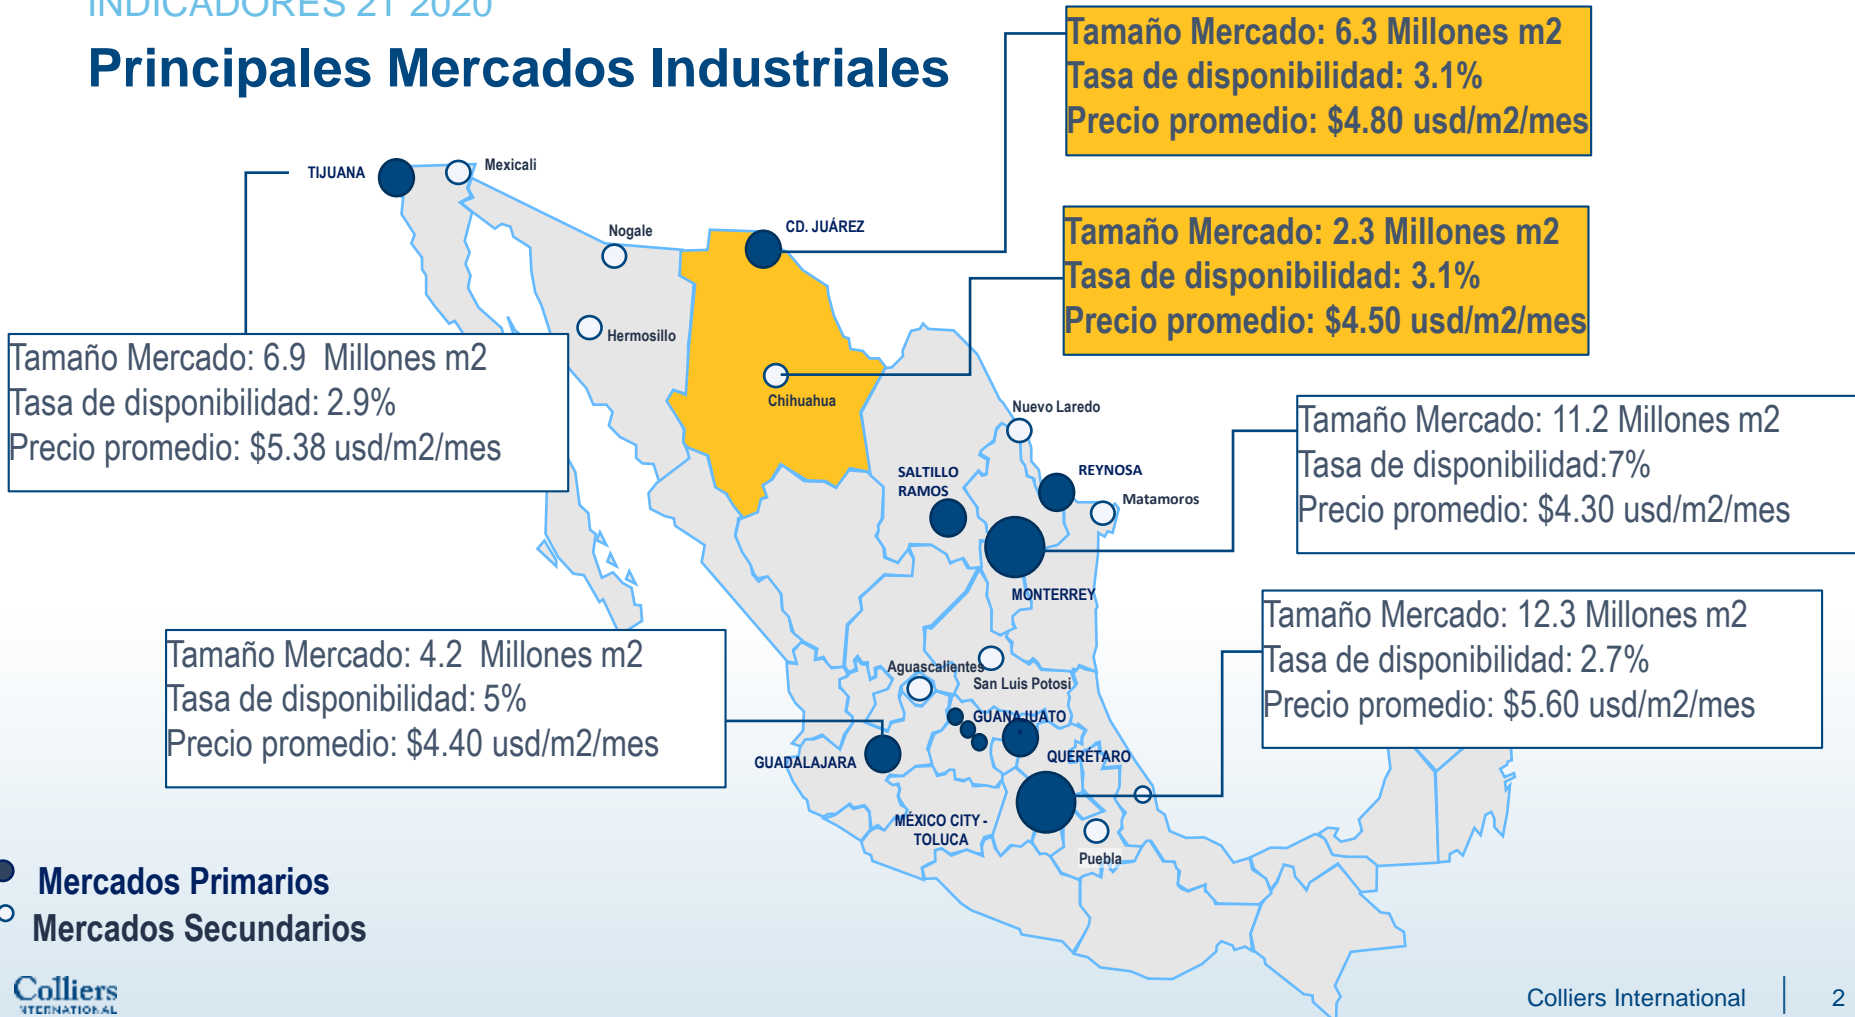 INDICADORES 2T 2020
Principales Mercados Industriales
Tamaño Mercado: 6.3 Millones m2
Tasa de disponibilidad: 3.1%
Precio promedio: $4.80 usd/m2/mes
TIJUANA
Mexicali
Nogale
CD. JUÁREZ
Tamaño Mercado: 2.3 Millones m2
Tasa de disponibilidad: 3.1%
Precio promedio: $4.50 usd/m2/mes
Hermosillo
Tamaño Mercado: 6.9 Millones m2
Tasa de disponibilidad: 2.9%
Precio promedio: $5.38 usd/m2/mes
Chihuahua
Nuevo Laredo
Tamaño Mercado: 11.2 Millones m2
Tasa de disponibilidad:7%
Precio promedio: $4.30 usd/m2/mes
SALTILLO
RAMOS
REYNOSA
Matamoros
MONTERREY
Tamaño Mercado: 12.3 Millones m2
Tasa de disponibilidad: 2.7%
Precio promedio: $5.60 usd/m2/mes
Tamaño Mercado: 4.2 Millones m2
Tasa de disponibilidad: 5%
Precio promedio: $4.40 usd/m2/mes
Aguascalientes
San Luis Potosi
GUANAJUATO
QUERÉTARO
GUADALAJARA
MÉXICO CITY -
TOLUCA
Puebla
Mercados Primarios
Mercados Secundarios
Colliers
INTERNATIONAL
Colliers International
2